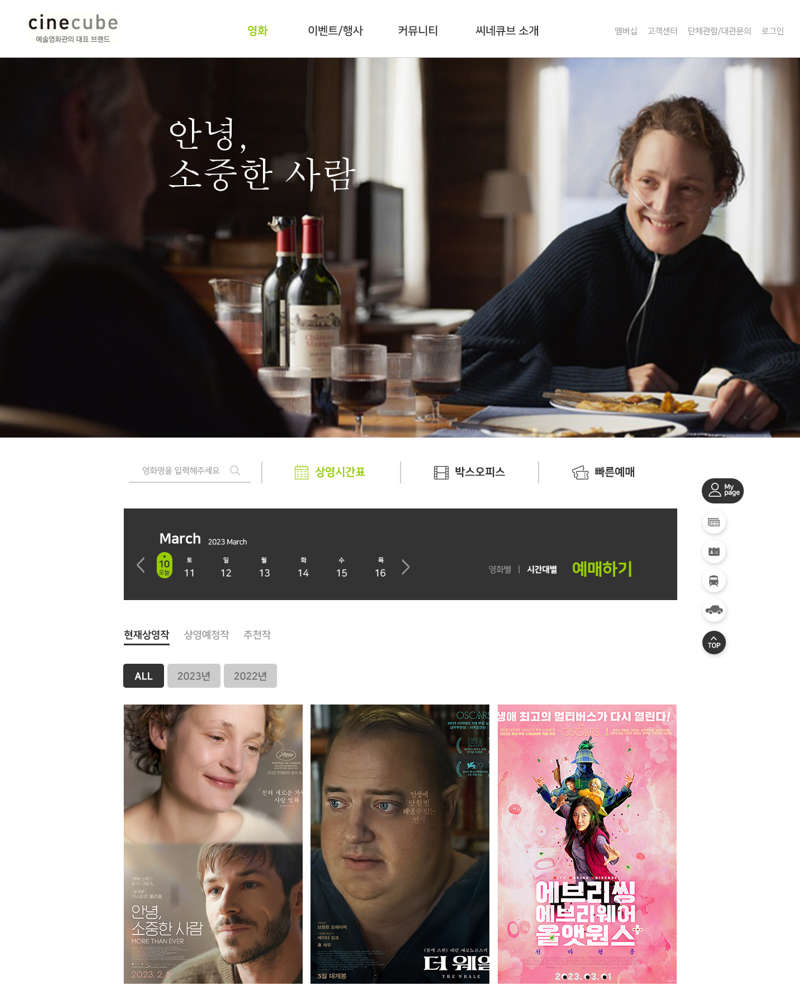 cinecube
예술영화관의 대표 브랜드
영화
이벤트/행사
커뮤니티
씨네큐브 소개
멤버십
고객센터
단체관람/대관문의
로그인
안녕,
소중한 사람
영화명을 입력해주세요
상영시간표
박스오피스
빠른예매
My
page
March 2023 March
토 일 월 화 수 목
10 11 12 13 14 15 16
오늘
영화별 | 시간대별 예매하기
TOP
현재상영작 상영예정작 추천작
ALL 2023년 2022년
안녕,
소중한 사람
MORE THAN EVER
2023. 2.
OSCARS
인생에
단 한 번
3월 대개봉
더 웨일
THE WHALE
생애 최고의 멀티버스가 다시 열린다!
OSCARS
에브리씽
에브리웨어
올앳원스
2023.03.01